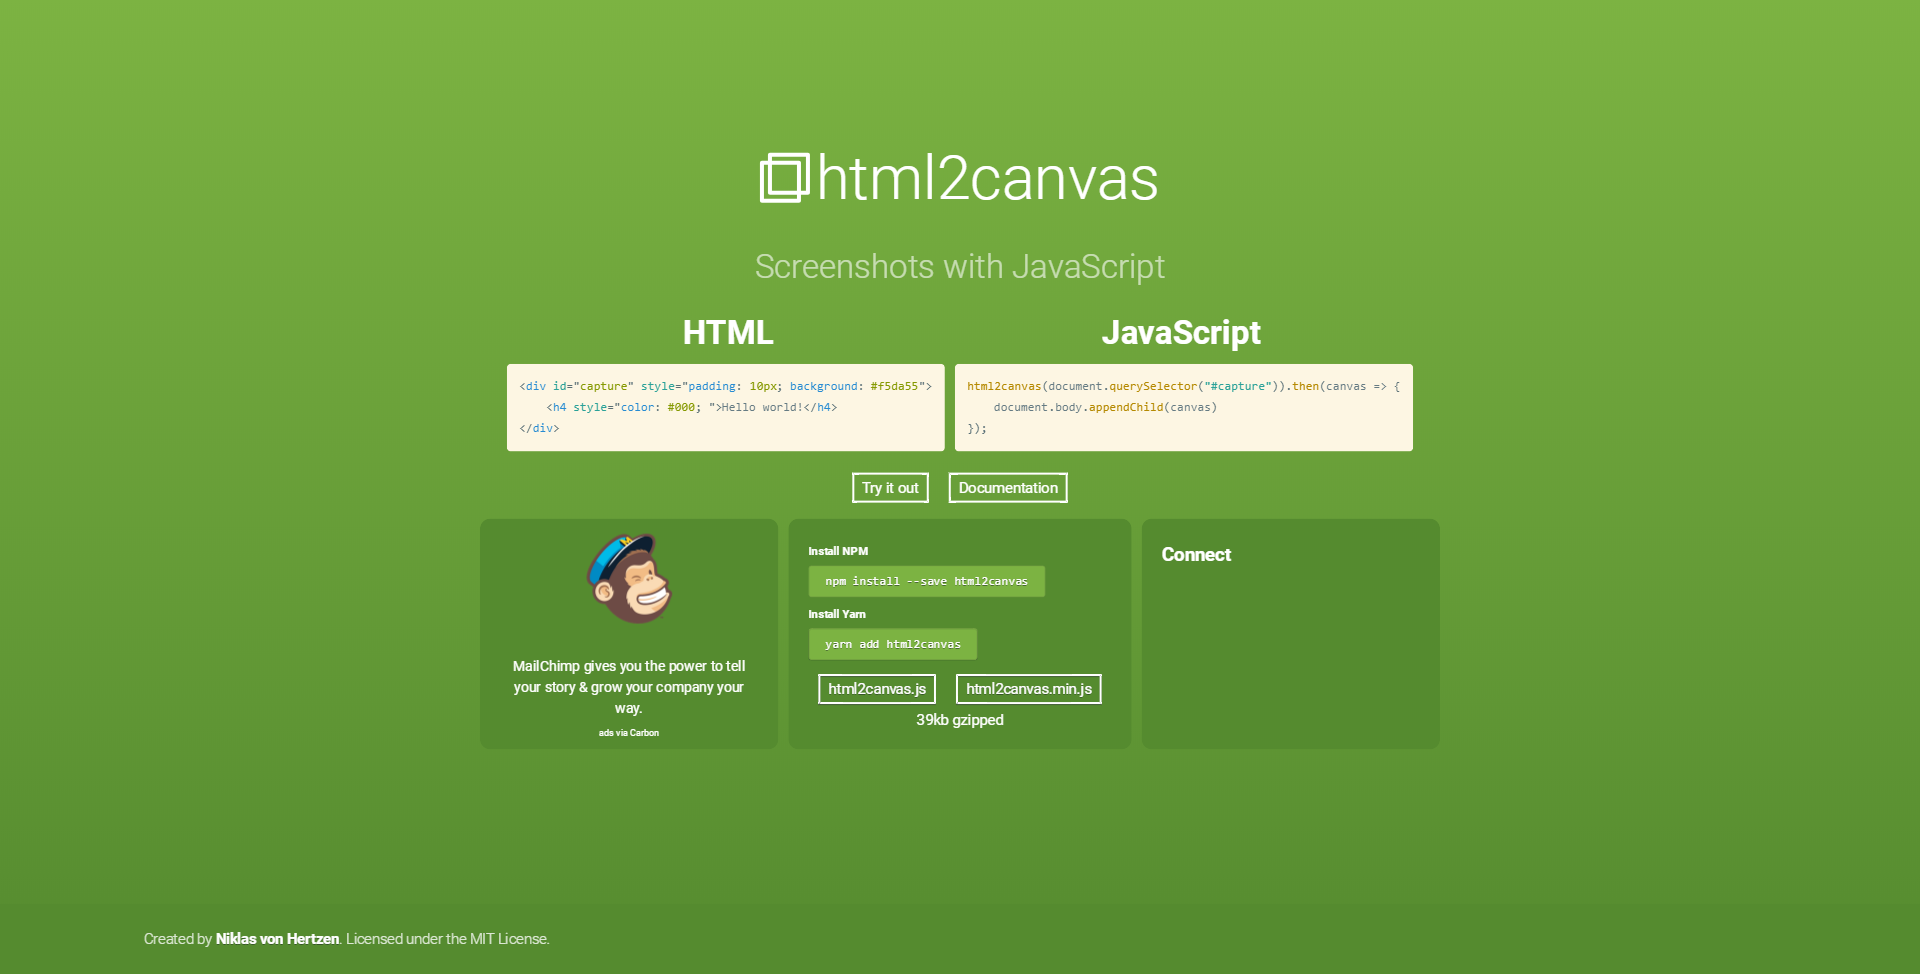 html2canvas
Screenshots with JavaScript
HTML
<div id="capture" style="padding: 10px; background: #f5da55">
    <h4 style="color: #000; ">Hello world!</h4>
</div>
JavaScript
html2canvas(document.querySelector("#capture")).then(canvas => {
    document.body.appendChild(canvas)
});
Try it out
Documentation
MailChimp gives you the power to tell
your story & grow your company your
way.
ads via Carbon
Install NPM
npm install --save html2canvas
Install Yarn
yarn add html2canvas
html2canvas.js
html2canvas.min.js
39kb gzipped
Connect
Created by Niklas von Hertzen. Licensed under the MIT License.